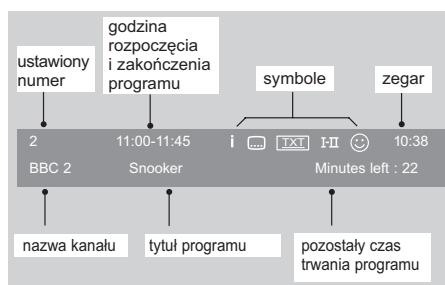 godzina
rozpoczęcia
i zakończenia
programu
ustawiony
numer
symbole
zegar
2 11:00-11:45 i .... TXT I-II 10:38
BBC 2 Snooker Minutes left : 22
nazwa kanału
tytuł programu
pozostały czas
trwania programu